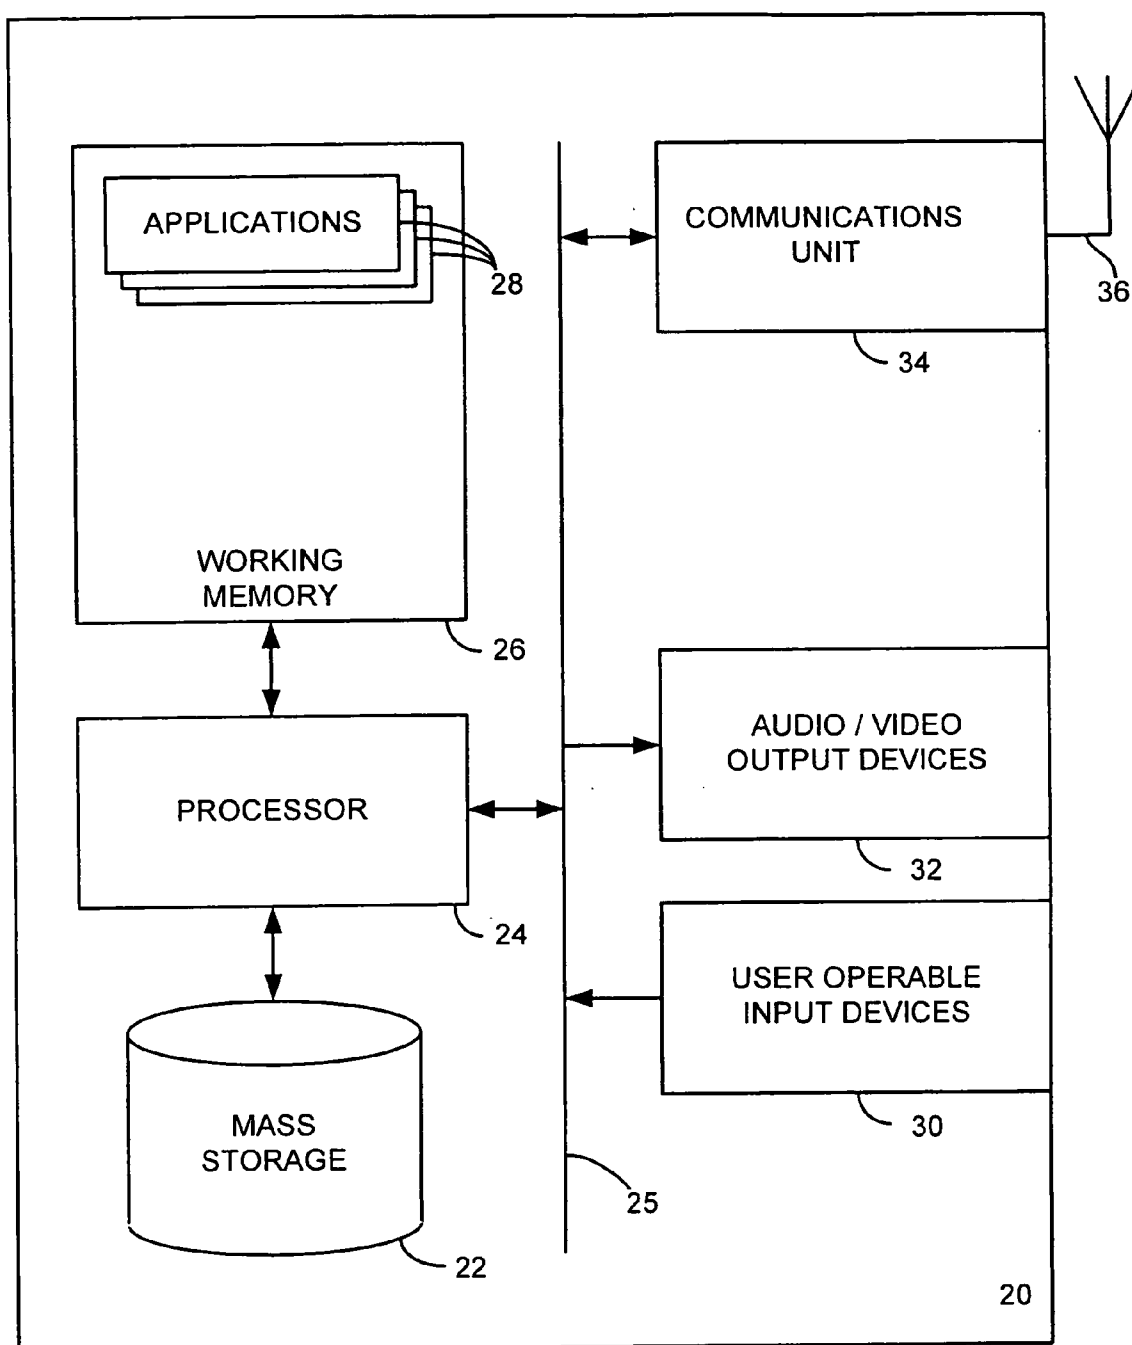 APPLICATIONS
28
WORKING
MEMORY
26
PROCESSOR
24
MASS
STORAGE
22
25
COMMUNICATIONS
UNIT
34
36
AUDIO / VIDEO
OUTPUT DEVICES
32
USER OPERABLE
INPUT DEVICES
30
20